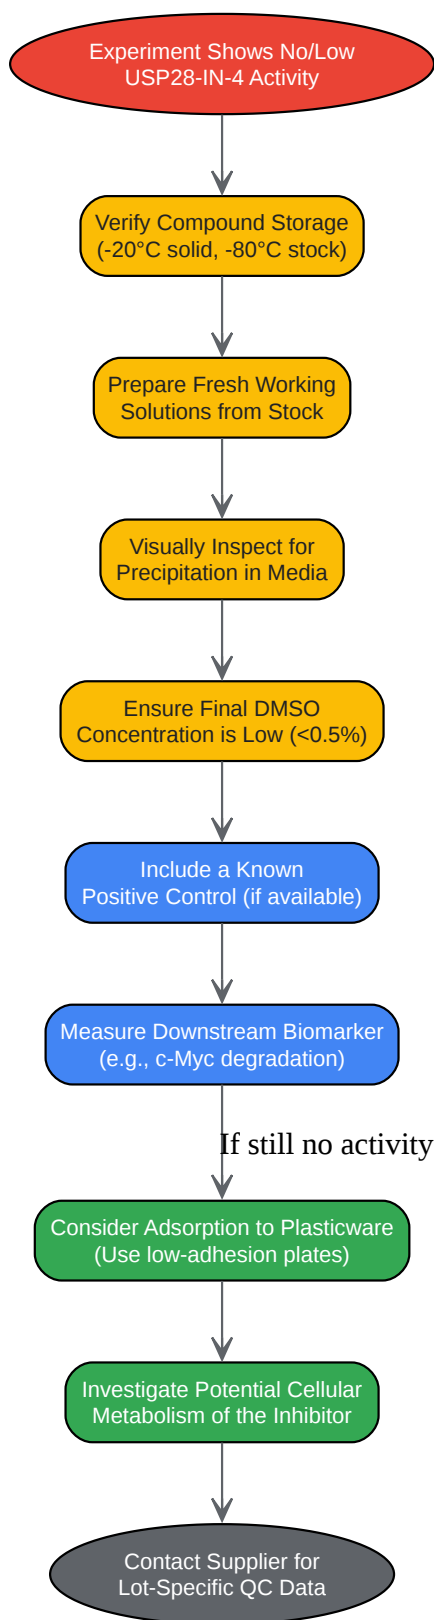 Experiment Shows No/Low
USP28-IN-4 Activity
Verify Compound Storage
(-20°C solid, -80°C stock)
Prepare Fresh Working
Solutions from Stock
Visually Inspect for
Precipitation in Media
Ensure Final DMSO
Concentration is Low (<0.5%)
Include a Known
Positive Control (if available)
Measure Downstream Biomarker
(e.g., c-Myc degradation)
If still no activity
Consider Adsorption to Plasticware
(Use low-adhesion plates)
Investigate Potential Cellular
Metabolism of the Inhibitor
Contact Supplier for
Lot-Specific QC Data